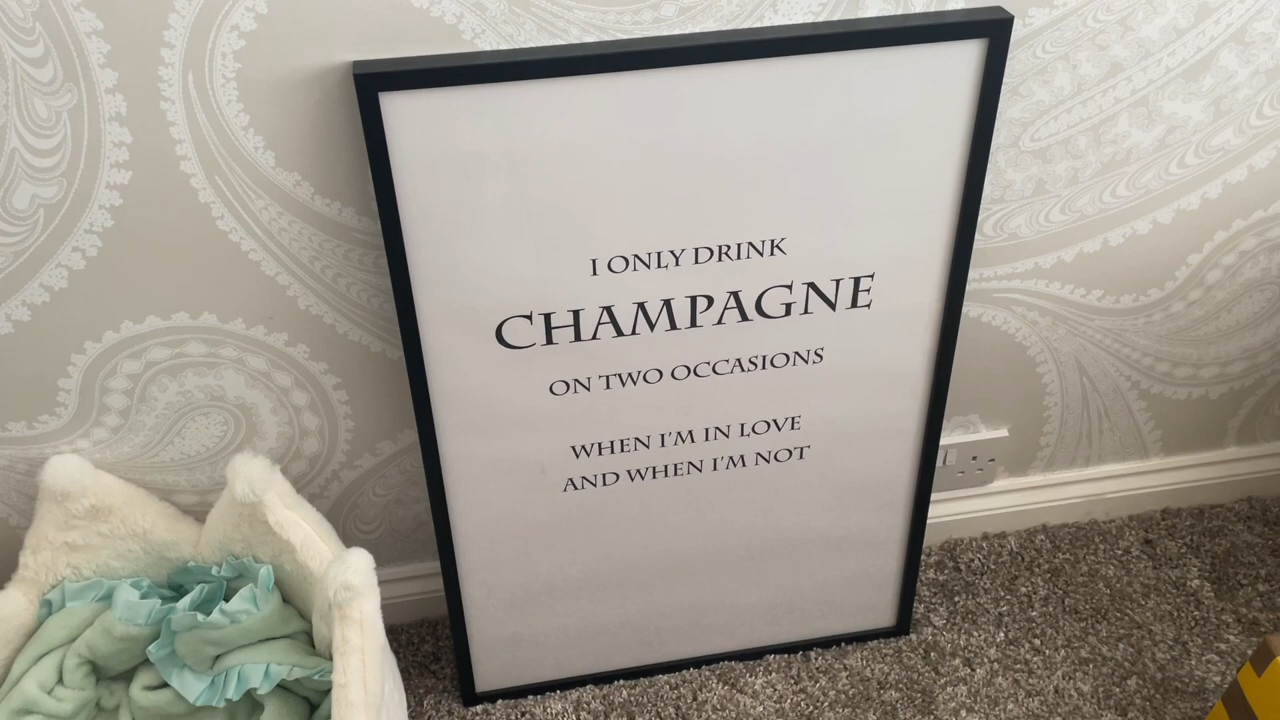 I ONLY DRINK
CHAMPAGNE
ON TWO OCCASIONS
WHEN I'M IN LOVE
AND WHEN I'M NOT